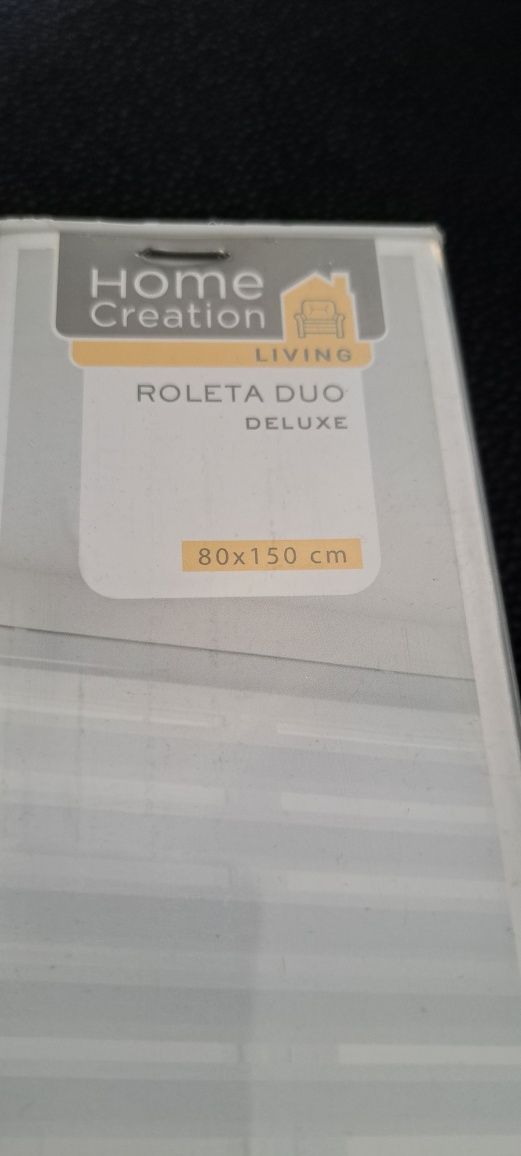 Home
Creation
LIVING
ROLETA DUO
DELUXE
80x150 cm